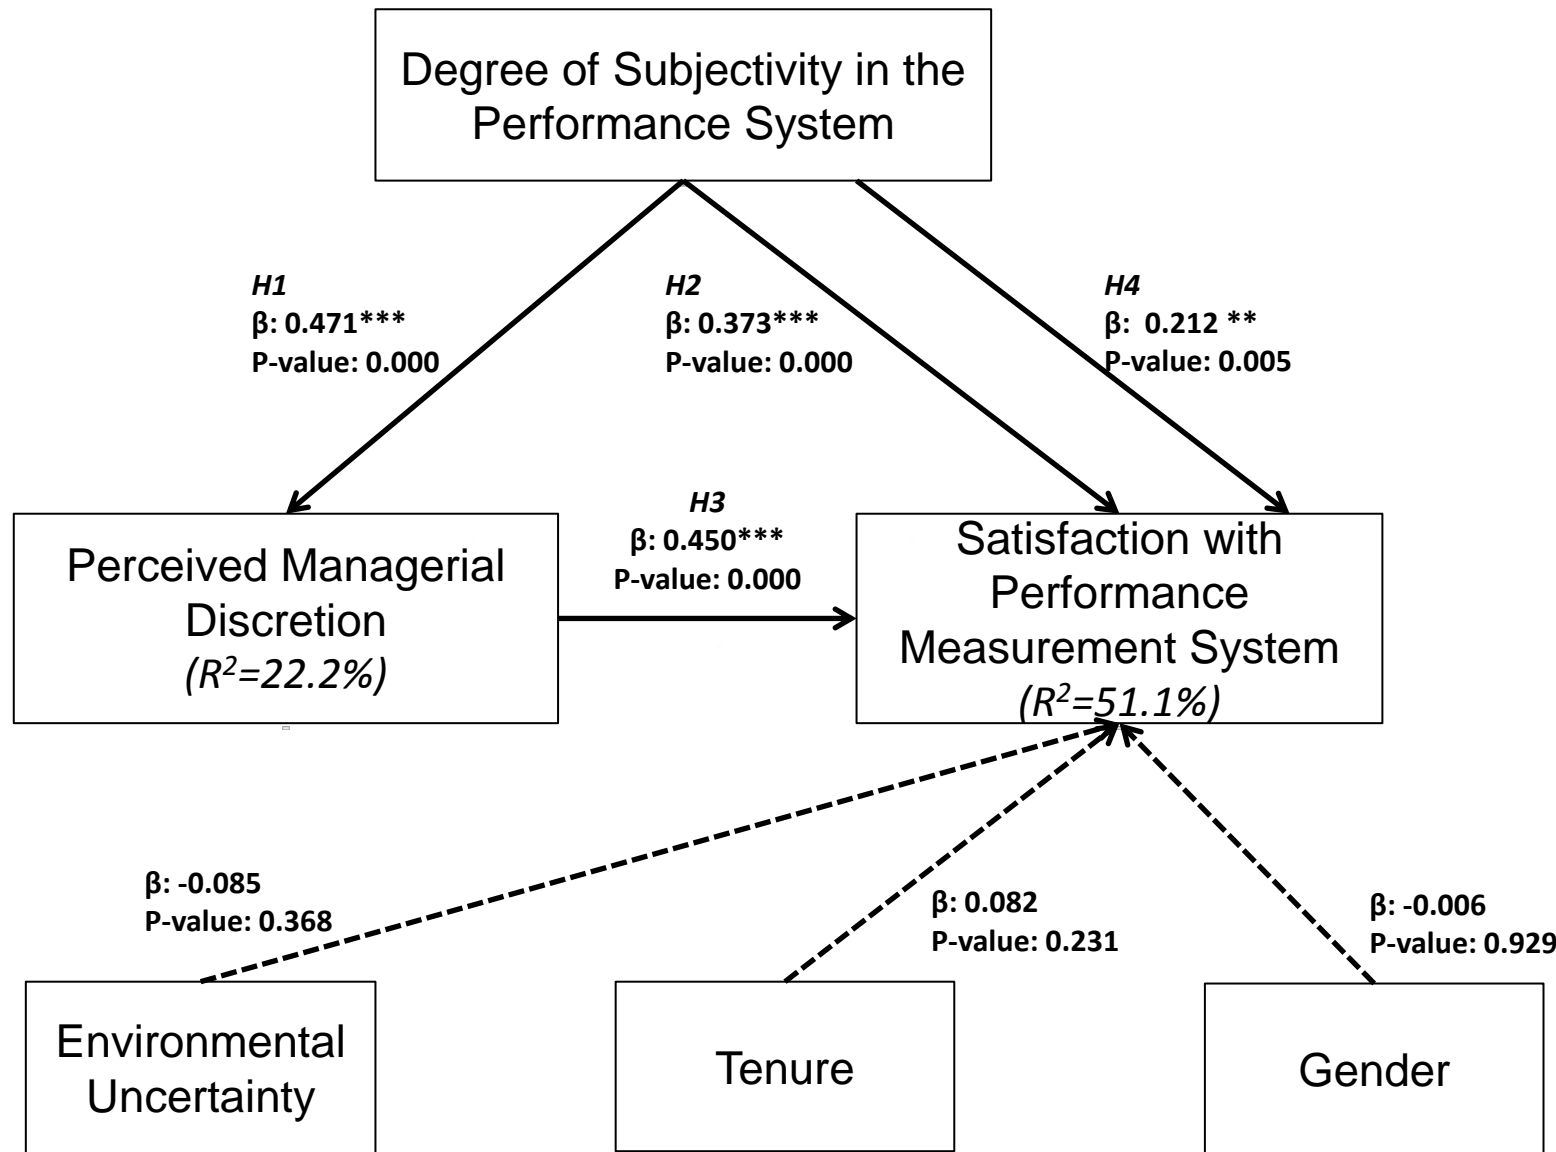 Degree of Subjectivity in the
Performance System
H1
β: 0.471***
P-value: 0.000
H2
β: 0.373***
P-value: 0.000
H4
β:  0.212 **
P-value: 0.005
H3
β: 0.450***
P-value: 0.000
Perceived Managerial
Discretion
(R²=22.2%)
Satisfaction with
Performance
Measurement System
(R²=51.1%)
β: -0.085
P-value: 0.368
β: 0.082
P-value: 0.231
β: -0.006
P-value: 0.929
Environmental
Uncertainty
Tenure
Gender